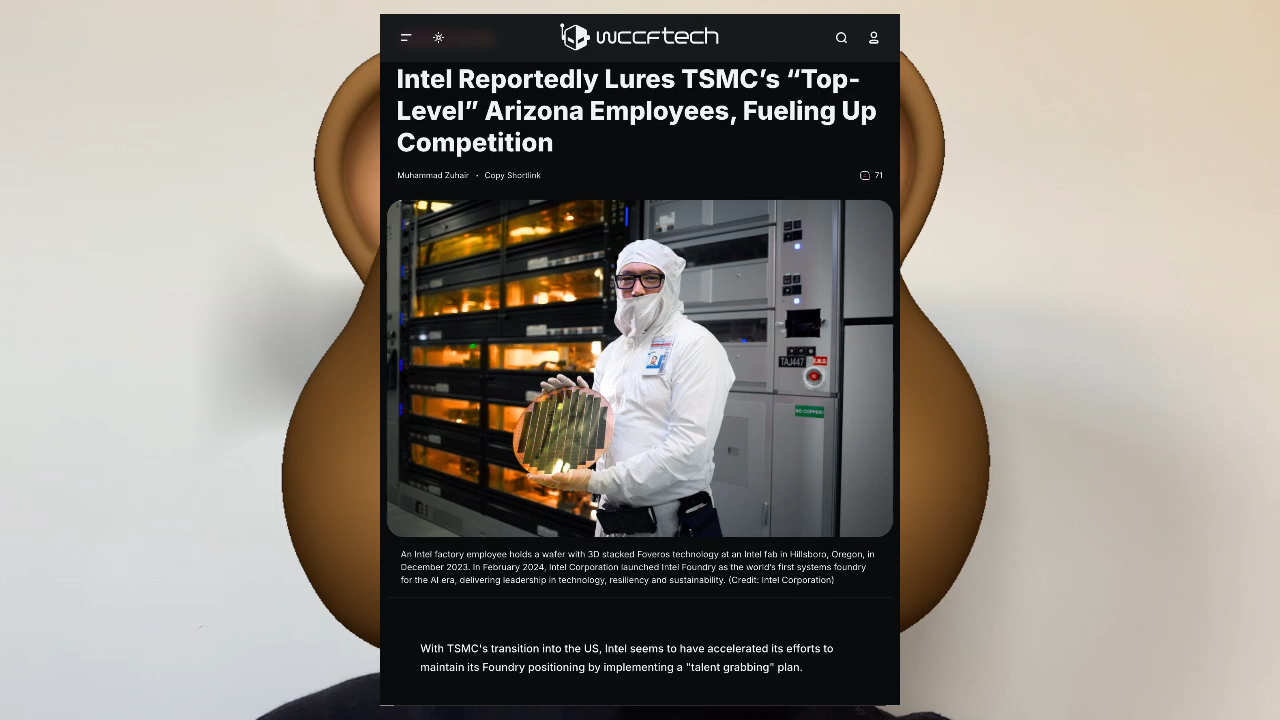 wccftech
Intel Reportedly Lures TSMC’s “Top-
Level” Arizona Employees, Fueling Up
Competition
Muhammad Zuhair • Copy Shortlink
71
TAJ447
E.M.O.
NO COPPER!
An Intel factory employee holds a wafer with 3D stacked Foveros technology at an Intel fab in Hillsboro, Oregon, in
December 2023. In February 2024, Intel Corporation launched Intel Foundry as the world’s first systems foundry
for the AI era, delivering leadership in technology, resiliency and sustainability. (Credit: Intel Corporation)
With TSMC's transition into the US, Intel seems to have accelerated its efforts to
maintain its Foundry positioning by implementing a "talent grabbing" plan.